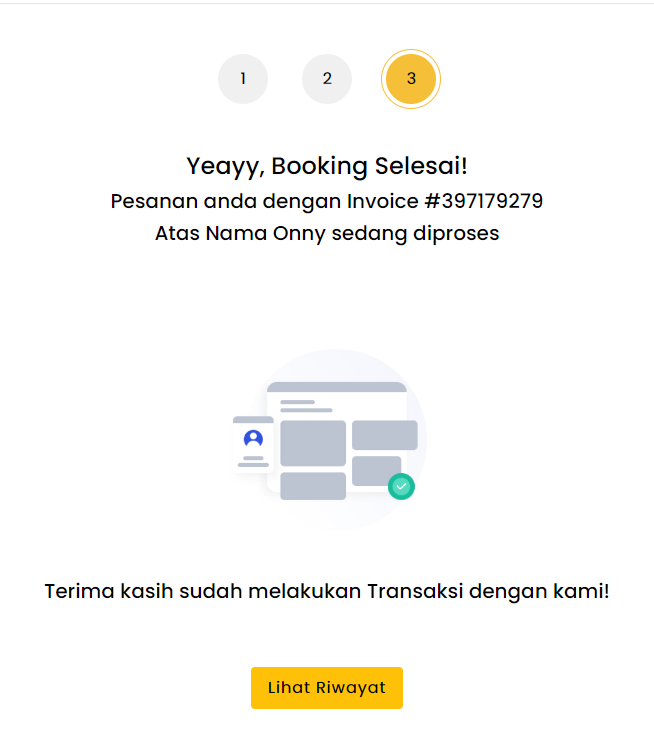 1 2 3
Yeayy, Booking Selesai!
Pesanan anda dengan Invoice #397179279
Atas Nama Onny sedang diproses
Terima kasih sudah melakukan Transaksi dengan kami!
Lihat Riwayat